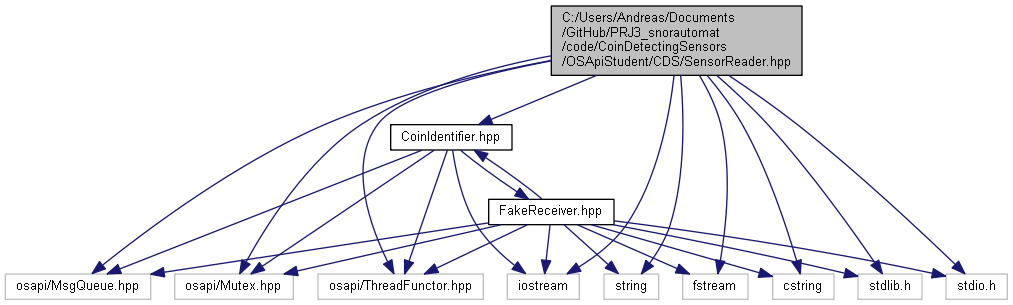 C:/Users/Andreas/Documents
/GitHub/PRJ3_snorautomat
/code/CoinDetectingSensors
/OSApiStudent/CDS/SensorReader.hpp
CoinIdentifier.hpp
FakeReceiver.hpp
osapi/MsgQueue.hpp
osapi/Mutex.hpp
osapi/ThreadFunctor.hpp
iostream
string
fstream
cstring
stdlib.h
stdio.h